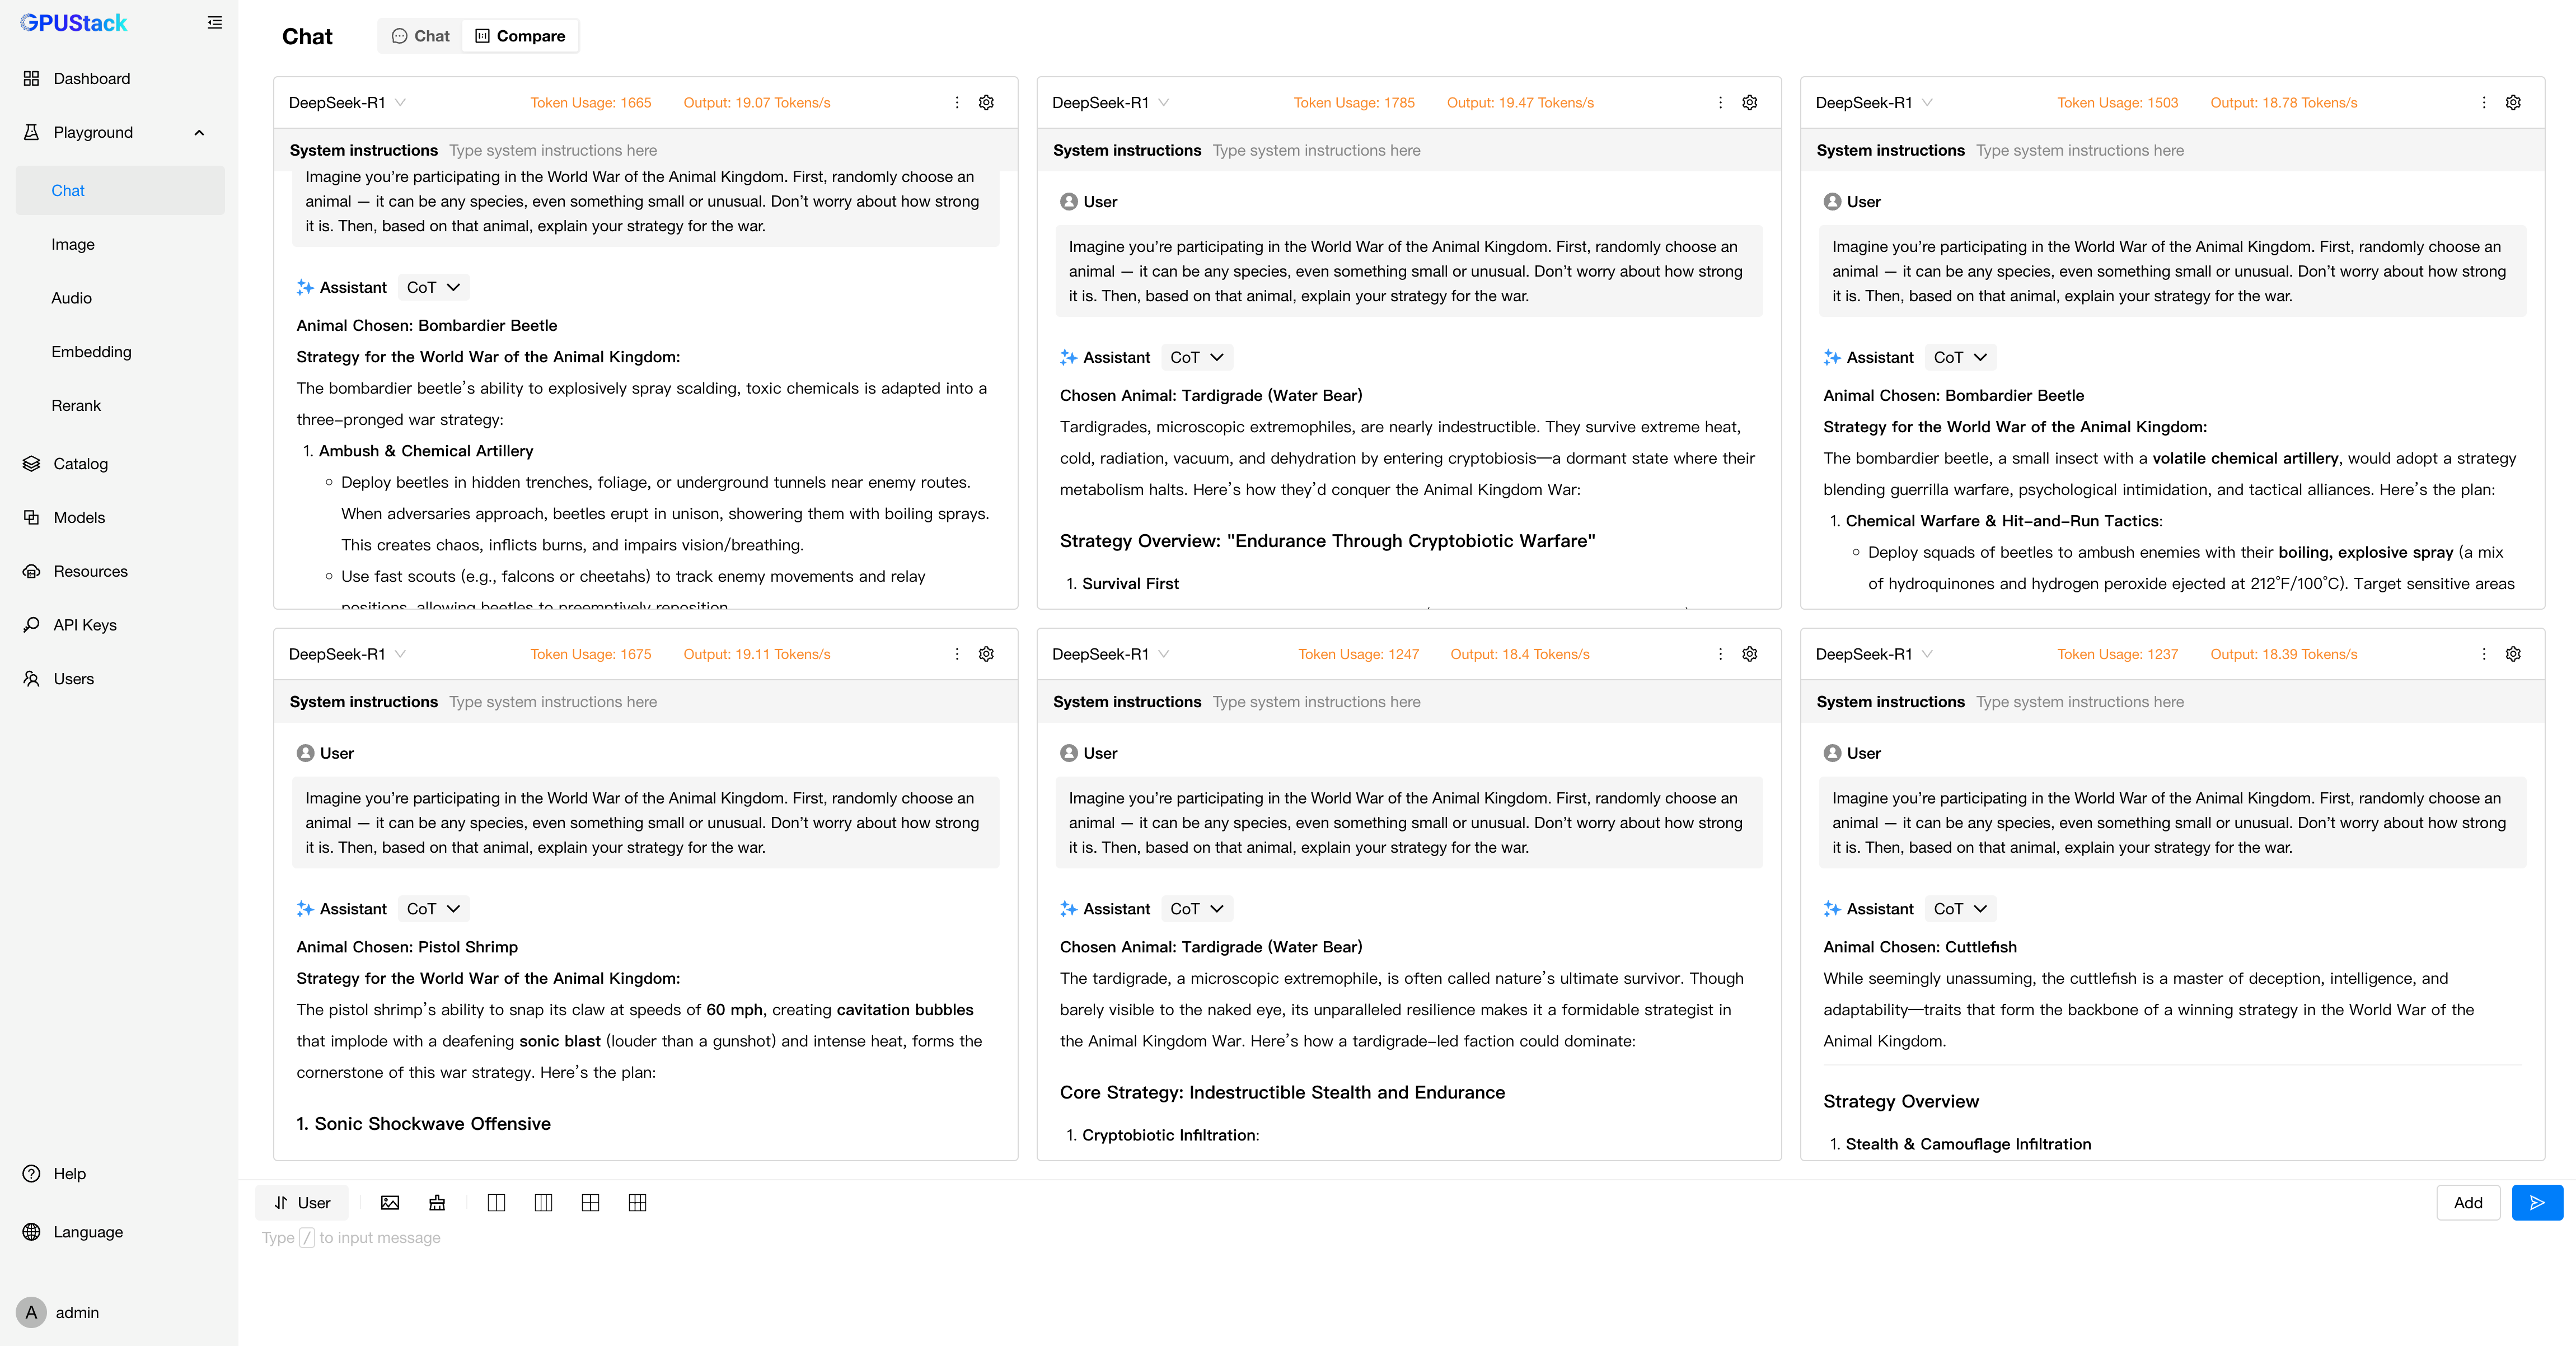 GPUStack
Dashboard
Playground
Chat
Image
Audio
Embedding
Rerank
Catalog
Models
Resources
API Keys
Users
Help
Language
A admin
Chat Chat Compare
DeepSeek-R1 Token Usage: 1665 Output: 19.07 Tokens/s
System instructions Type system instructions here
Imagine you’re participating in the World War of the Animal Kingdom. First, randomly choose an
animal — it can be any species, even something small or unusual. Don’t worry about how strong
it is. Then, based on that animal, explain your strategy for the war.
Assistant CoT
Animal Chosen: Bombardier Beetle
Strategy for the World War of the Animal Kingdom:
The bombardier beetle’s ability to explosively spray scalding, toxic chemicals is adapted into a
three-pronged war strategy:
1. Ambush & Chemical Artillery
Deploy beetles in hidden trenches, foliage, or underground tunnels near enemy routes.
When adversaries approach, beetles erupt in unison, showering them with boiling sprays.
This creates chaos, inflicts burns, and impairs vision/breathing.
Use fast scouts (e.g., falcons or cheetahs) to track enemy movements and relay
positions, allowing beetles to preemptively reposition.
DeepSeek-R1 Token Usage: 1785 Output: 19.47 Tokens/s
System instructions Type system instructions here
User
Imagine you’re participating in the World War of the Animal Kingdom. First, randomly choose an
animal — it can be any species, even something small or unusual. Don’t worry about how strong
it is. Then, based on that animal, explain your strategy for the war.
Assistant CoT
Chosen Animal: Tardigrade (Water Bear)
Tardigrades, microscopic extremophiles, are nearly indestructible. They survive extreme heat,
cold, radiation, vacuum, and dehydration by entering cryptobiosis—a dormant state where their
metabolism halts. Here’s how they’d conquer the Animal Kingdom War:
Strategy Overview: "Endurance Through Cryptobiotic Warfare"
1. Survival First
DeepSeek-R1 Token Usage: 1503 Output: 18.78 Tokens/s
System instructions Type system instructions here
User
Imagine you’re participating in the World War of the Animal Kingdom. First, randomly choose an
animal — it can be any species, even something small or unusual. Don’t worry about how strong
it is. Then, based on that animal, explain your strategy for the war.
Assistant CoT
Animal Chosen: Bombardier Beetle
Strategy for the World War of the Animal Kingdom:
The bombardier beetle, a small insect with a volatile chemical artillery, would adopt a strategy
blending guerrilla warfare, psychological intimidation, and tactical alliances. Here’s the plan:
1. Chemical Warfare & Hit-and-Run Tactics:
Deploy squads of beetles to ambush enemies with their boiling, explosive spray (a mix
of hydroquinones and hydrogen peroxide ejected at 212°F/100°C). Target sensitive areas
DeepSeek-R1 Token Usage: 1675 Output: 19.11 Tokens/s
System instructions Type system instructions here
User
Imagine you’re participating in the World War of the Animal Kingdom. First, randomly choose an
animal — it can be any species, even something small or unusual. Don’t worry about how strong
it is. Then, based on that animal, explain your strategy for the war.
Assistant CoT
Animal Chosen: Pistol Shrimp
Strategy for the World War of the Animal Kingdom:
The pistol shrimp’s ability to snap its claw at speeds of 60 mph, creating cavitation bubbles
that implode with a deafening sonic blast (louder than a gunshot) and intense heat, forms the
cornerstone of this war strategy. Here’s the plan:
1. Sonic Shockwave Offensive
DeepSeek-R1 Token Usage: 1247 Output: 18.4 Tokens/s
System instructions Type system instructions here
User
Imagine you’re participating in the World War of the Animal Kingdom. First, randomly choose an
animal — it can be any species, even something small or unusual. Don’t worry about how strong
it is. Then, based on that animal, explain your strategy for the war.
Assistant CoT
Chosen Animal: Tardigrade (Water Bear)
The tardigrade, a microscopic extremophile, is often called nature’s ultimate survivor. Though
barely visible to the naked eye, its unparalleled resilience makes it a formidable strategist in
the Animal Kingdom War. Here’s how a tardigrade-led faction could dominate:
Core Strategy: Indestructible Stealth and Endurance
1. Cryptobiotic Infiltration:
DeepSeek-R1 Token Usage: 1237 Output: 18.39 Tokens/s
System instructions Type system instructions here
User
Imagine you’re participating in the World War of the Animal Kingdom. First, randomly choose an
animal — it can be any species, even something small or unusual. Don’t worry about how strong
it is. Then, based on that animal, explain your strategy for the war.
Assistant CoT
Animal Chosen: Cuttlefish
While seemingly unassuming, the cuttlefish is a master of deception, intelligence, and
adaptability—traits that form the backbone of a winning strategy in the World War of the
Animal Kingdom.
Strategy Overview
1. Stealth & Camouflage Infiltration
User
Add
Type / to input message